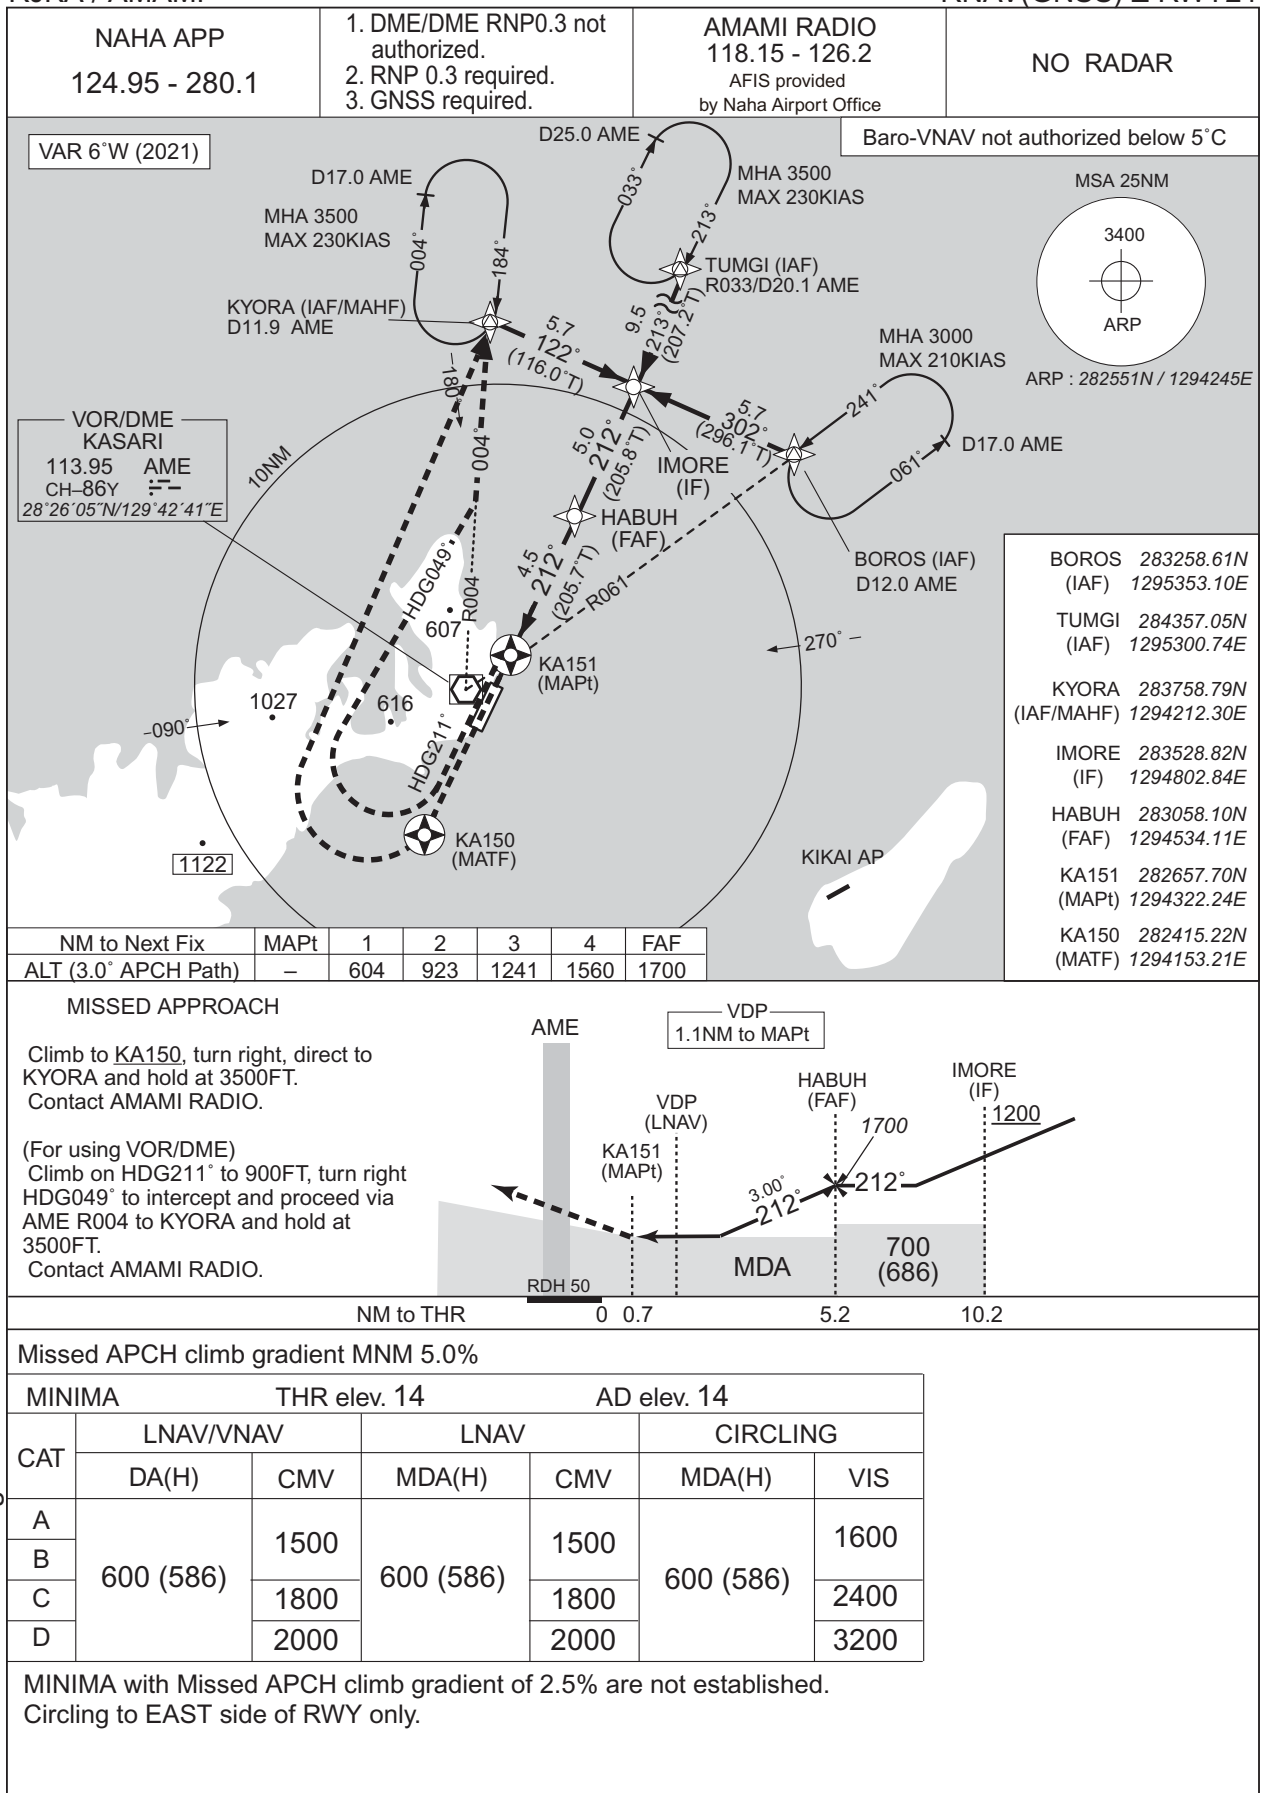 NAHA APP
124.95 - 280.1
1. DME/DME RNP0.3 not
authorized.
2. RNP 0.3 required.
3. GNSS required.
AMAMI RADIO
118.15 - 126.2
AFIS provided
by Naha Airport Office
NO RADAR
VAR 6°W (2021)
Baro-VNAV not authorized below 5°C
D25.0 AME
033°
213°
MHA 3500
MAX 230KIAS
D17.0 AME
MHA 3500
MAX 230KIAS
004°
184°
MSA 25NM
3400
ARP
ARP : 282551N / 1294245E
TUMGI (IAF)
R033/D20.1 AME
KYORA (IAF/MAHF)
D11.9 AME
5.7
122°
(116.0°T)
9.5
213°
(207.2°T)
MHA 3000
MAX 210KIAS
241°
061°
D17.0 AME
5.7
302°
(296.1°T)
–180°
VOR/DME
KASARI
113.95 AME
CH–86Y
28°26´05˝N/129°42´41˝E
10NM
004°
5.0
212°
(205.8°T)
IMORE
(IF)
HABUH
(FAF)
BOROS (IAF)
D12.0 AME
HDG049°
R004
607
4.5
212°
(205.7°T)
R061
270° –
KA151
(MAPt)
1027
616
–090°
HDG211°
KA150
(MATF)
1122
KIKAI AP
BOROS 283258.61N
(IAF) 1295353.10E
TUMGI 284357.05N
(IAF) 1295300.74E
KYORA 283758.79N
(IAF/MAHF) 1294212.30E
IMORE 283528.82N
(IF) 1294802.84E
HABUH 283058.10N
(FAF) 1294534.11E
KA151 282657.70N
(MAPt) 1294322.24E
KA150 282415.22N
(MATF) 1294153.21E
NM to Next Fix MAPt 1 2 3 4 FAF
ALT (3.0° APCH Path) – 604 923 1241 1560 1700
MISSED APPROACH
Climb to KA150, turn right, direct to
KYORA and hold at 3500FT.
Contact AMAMI RADIO.
(For using VOR/DME)
Climb on HDG211° to 900FT, turn right
HDG049° to intercept and proceed via
AME R004 to KYORA and hold at
3500FT.
Contact AMAMI RADIO.
AME
VDP
1.1NM to MAPt
KA151
(MAPt)
VDP
(LNAV)
HABUH
(FAF)
1700
IMORE
(IF)
1200
3.00°
212°
212°
MDA
700
(686)
RDH 50
NM to THR 0 0.7 5.2 10.2
Missed APCH climb gradient MNM 5.0%
MINIMA THR elev. 14 AD elev. 14
CAT LNAV/VNAV LNAV CIRCLING
DA(H) CMV MDA(H) CMV MDA(H) VIS
A
B
C
D
600 (586)
1500
1800
2000
600 (586)
1500
1800
2000
600 (586)
1600
2400
3200
MINIMA with Missed APCH climb gradient of 2.5% are not established.
Circling to EAST side of RWY only.